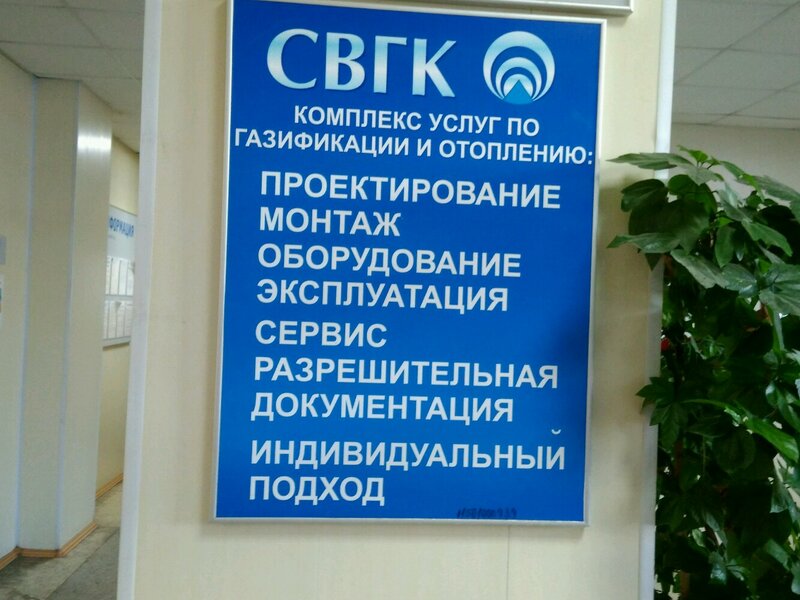 СВГК
КОМПЛЕКС УСЛУГ ПО
ГАЗИФИКАЦИИ И ОТОПЛЕНИЮ:
ПРОЕКТИРОВАНИЕ
МОНТАЖ
ОБОРУДОВАНИЕ
ЭКСПЛУАТАЦИЯ
СЕРВИС
РАЗРЕШИТЕЛЬНАЯ
ДОКУМЕНТАЦИЯ
ИНДИВИДУАЛЬНЫЙ
ПОДХОД